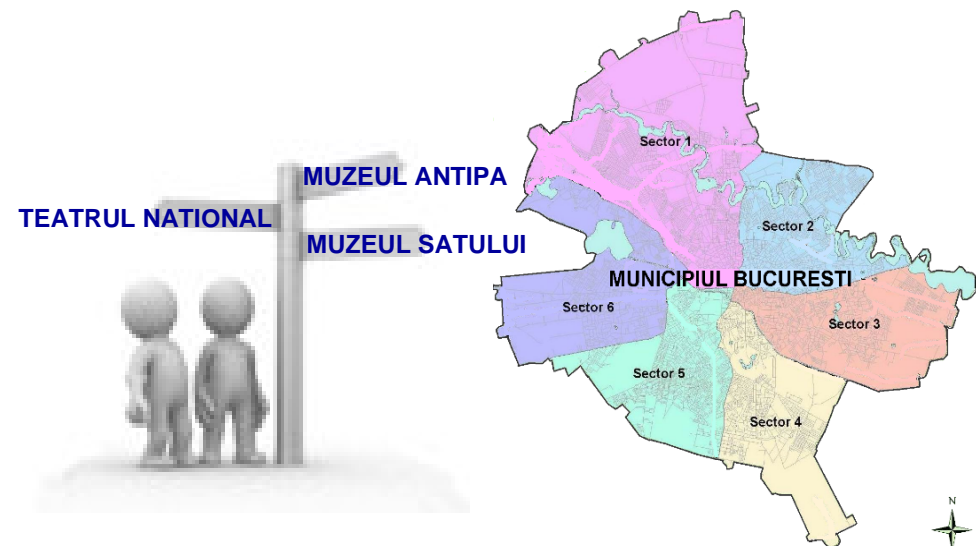 MUZEUL ANTIPA
TEATRUL NATIONAL
MUZEUL SATULUI
Sector 1
Sector 2
MUNICIPIUL BUCURESTI
Sector 6
Sector 3
Sector 5
Sector 4
N